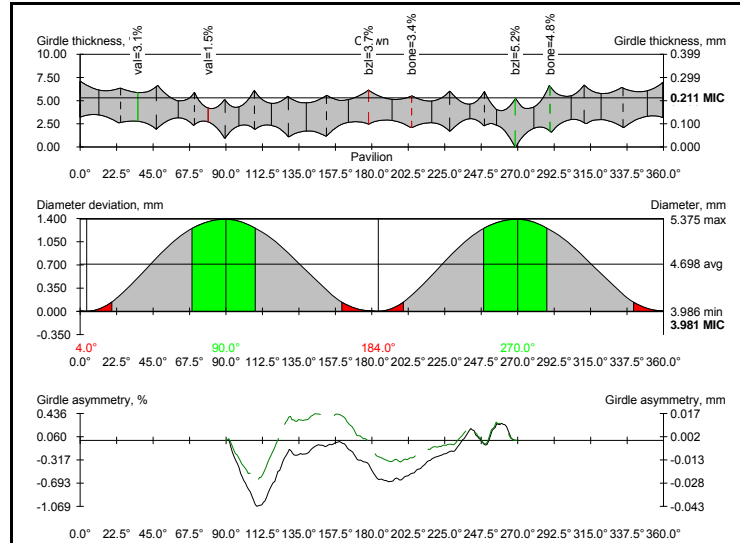 val=3.1%
val=1.5%
bzl=3.7%
bone=3.4%
bzl=5.2%
bone=4.8%
Girdle thickness, Girdle thickness, mm
10.00 0.399
7.50 0.299
5.00 0.211 MIC
2.50 0.100
0.00 0.000
Pavilion
0.0° 22.5° 45.0° 67.5° 90.0° 112.5° 135.0° 157.5° 180.0° 202.5° 225.0° 247.5° 270.0° 292.5° 315.0° 337.5° 360.0°
Diameter deviation, mm Diameter, mm
1.400 5.375 max
1.050
0.700 4.698 avg
0.350
0.000 3.986 min
3.981 MIC
-0.350
4.0° 90.0° 184.0° 270.0°
0.0° 22.5° 45.0° 67.5° 90.0° 112.5° 135.0° 157.5° 180.0° 202.5° 225.0° 247.5° 270.0° 292.5° 315.0° 337.5° 360.0°
Girdle asymmetry, % Girdle asymmetry, mm
0.436 0.017
0.060 0.002
-0.317 -0.013
-0.693 -0.028
-1.069 -0.043
0.0° 22.5° 45.0° 67.5° 90.0° 112.5° 135.0° 157.5° 180.0° 202.5° 225.0° 247.5° 270.0° 292.5° 315.0° 337.5° 360.0°